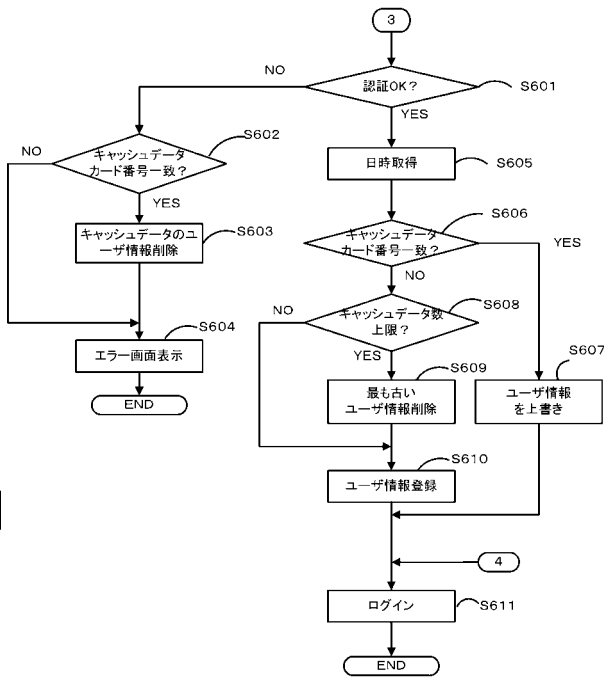 3
認証OK?
S601
NO
YES
キャッシュデータ
カード番号一致?
S602
NO
YES
日時取得
S605
キャッシュデータのユ
ーザ情報削除
S603
キャッシュデータ
カード番号一致?
S606
YES
NO
キャッシュデータ数
上限?
S608
NO
YES
エラー画面表示
S604
END
最も古い
ユーザ情報削除
S609
ユーザ情報
を上書き
S607
ユーザ情報登録
S610
4
ログイン
S611
END